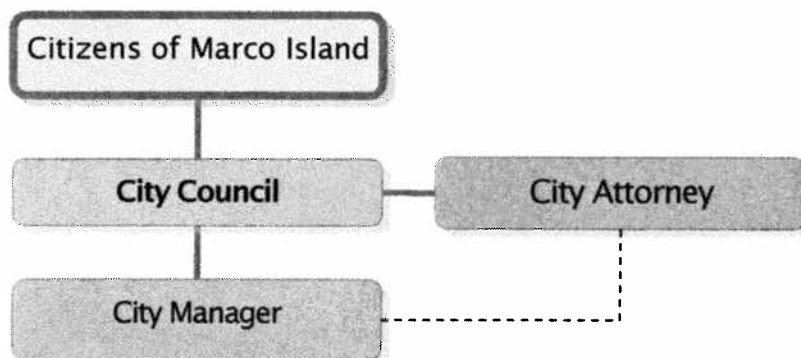 Citizens of Marco Island
City Council
City Attorney
City Manager